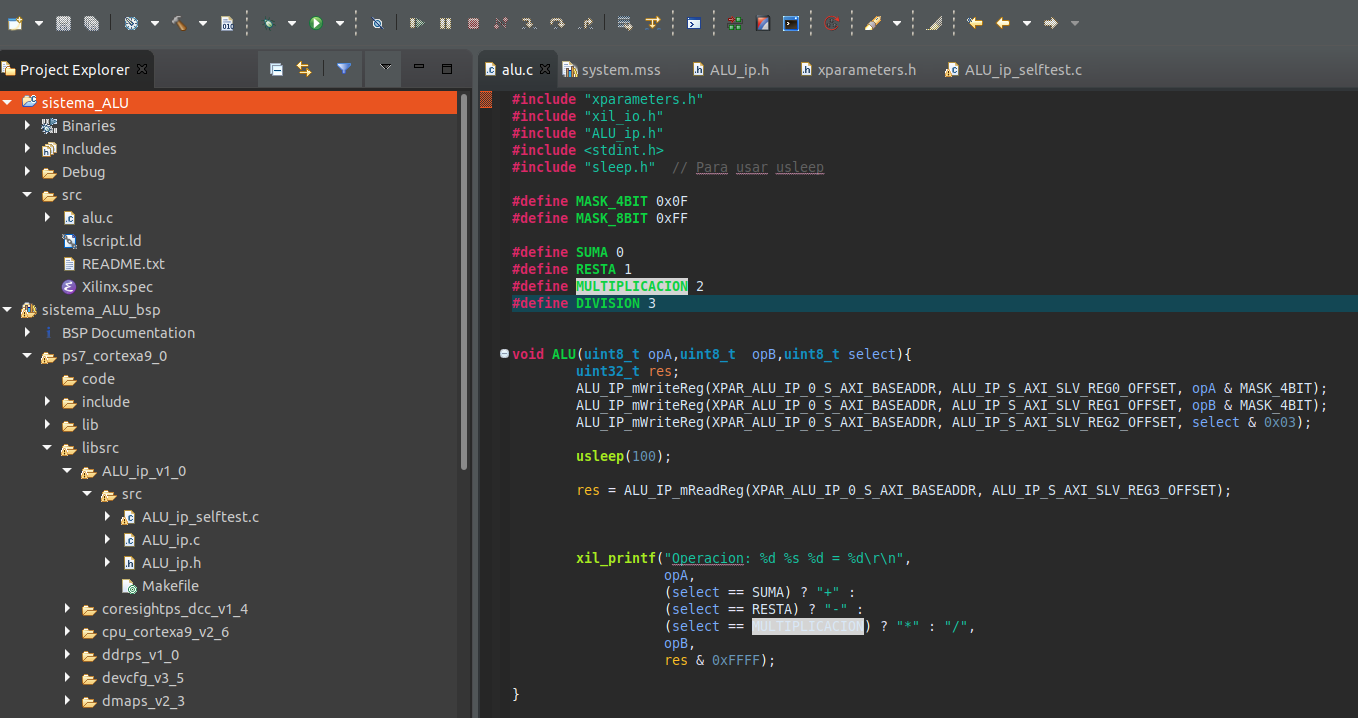 Project Explorer
sistema_ALU
Binaries
Includes
Debug
src
alu.c
lscript.ld
README.txt
Xilinx.spec
sistema_ALU_bsp
BSP Documentation
ps7_cortexa9_0
code
include
lib
libsrc
ALU_ip_v1_0
src
ALU_ip_selftest.c
ALU_ip.c
ALU_ip.h
Makefile
coresightps_dcc_v1_4
cpu_cortexa9_v2_6
ddrps_v1_0
devcfg_v3_5
dmaps_v2_3
alu.c system.mss ALU_ip.h xparameters.h ALU_ip_selftest.c
#include "xparameters.h"
#include "xil_io.h"
#include "ALU_ip.h"
#include <stdint.h>
#include "sleep.h"  // Para usar usleep
#define MASK_4BIT 0x0F
#define MASK_8BIT 0xFF
#define SUMA 0
#define RESTA 1
#define MULTIPLICACION 2
#define DIVISION 3
void ALU(uint8_t opA,uint8_t  opB,uint8_t select){
uint32_t res;
ALU_IP_mWriteReg(XPAR_ALU_IP_0_S_AXI_BASEADDR, ALU_IP_S_AXI_SLV_REG0_OFFSET, opA & MASK_4BIT);
ALU_IP_mWriteReg(XPAR_ALU_IP_0_S_AXI_BASEADDR, ALU_IP_S_AXI_SLV_REG1_OFFSET, opB & MASK_4BIT);
ALU_IP_mWriteReg(XPAR_ALU_IP_0_S_AXI_BASEADDR, ALU_IP_S_AXI_SLV_REG2_OFFSET, select & 0x03);
usleep(100);
res = ALU_IP_mReadReg(XPAR_ALU_IP_0_S_AXI_BASEADDR, ALU_IP_S_AXI_SLV_REG3_OFFSET);
xil_printf("Operacion: %d %s %d = %d\r\n",
opA,
(select == SUMA) ? "+" :
(select == RESTA) ? "-" :
(select == MULTIPLICACION) ? "*" : "/",
opB,
res & 0xFFFF);
}